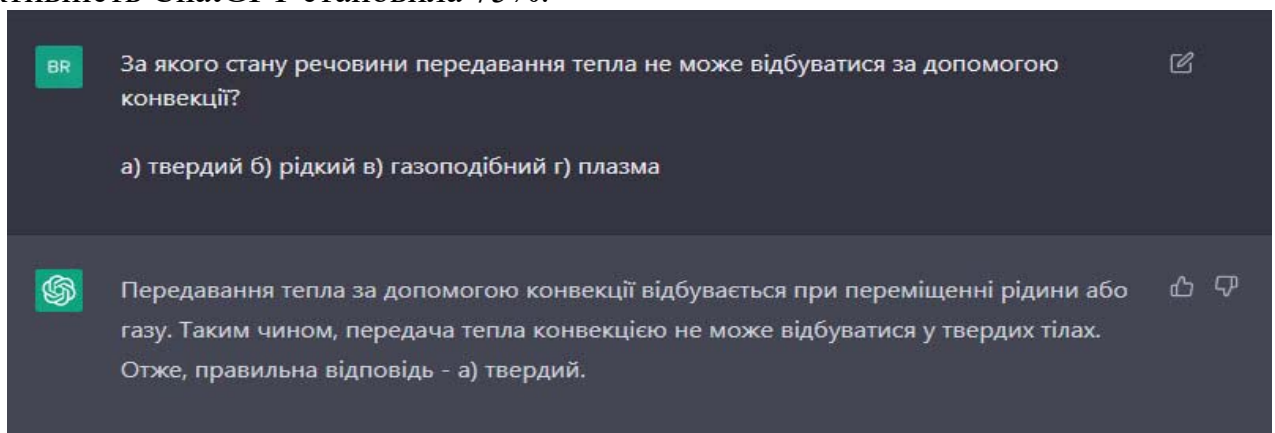 ChatGPT становила 75%.
BR
За якого стану речовини передавання тепла не може відбуватися за допомогою
конвекції?
а) твердий б) рідкий в) газоподібний г) плазма
Передавання тепла за допомогою конвекції відбувається при переміщенні рідини або
газу. Таким чином, передача тепла конвекцією не може відбуватися у твердих тілах.
Отже, правильна відповідь - а) твердий.